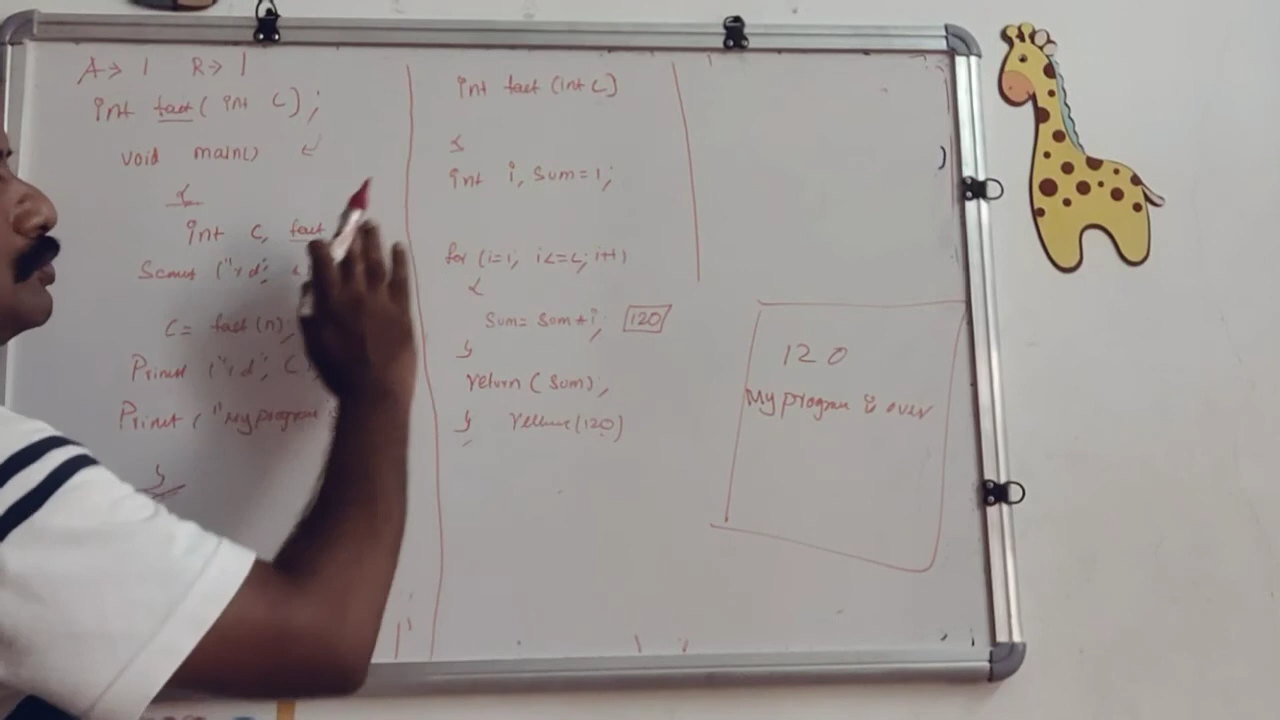 A→ 1 R→ 1
int fact( int C);
void main()
{
int C, fact
Scanf ("%d",
C= fact(n);
Printf ("%d", C
Printf ("My program
}
int fact (int C)
{
int i, Sum=1;
for (i=1; i<=C; i++)
{
Sum= Sum*i; 120
}
return (Sum);
} return(120)
120
My program is over